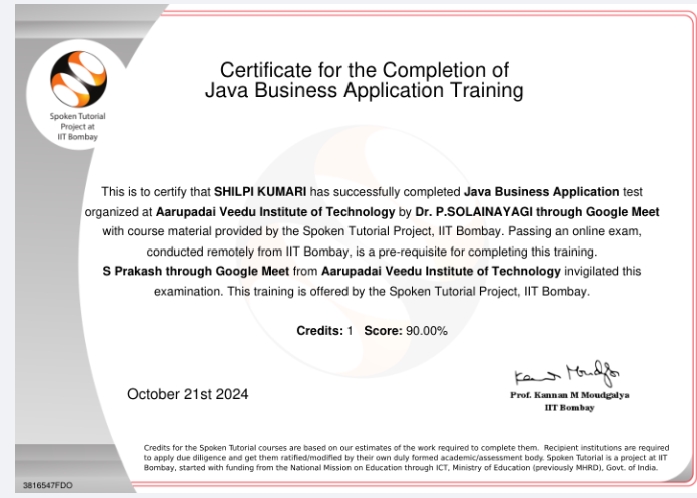 Spoken Tutorial
Project at
IIT Bombay
Certificate for the Completion of
Java Business Application Training
This is to certify that SHILPI KUMARI has successfully completed Java Business Application test
organized at Aarupadai Veedu Institute of Technology by Dr. P.SOLAINAYAGI through Google Meet
with course material provided by the Spoken Tutorial Project, IIT Bombay. Passing an online exam,
conducted remotely from IIT Bombay, is a pre-requisite for completing this training.
S Prakash through Google Meet from Aarupadai Veedu Institute of Technology invigilated this
examination. This training is offered by the Spoken Tutorial Project, IIT Bombay.
Credits: 1 Score: 90.00%
October 21st 2024
Prof. Kannan M Moudgalya
IIT Bombay
Credits for the Spoken Tutorial courses are based on our estimates of the work required to complete them. Recipient institutions are required
to apply due diligence and get them ratified/modified by their own duly formed academic/assessment body. Spoken Tutorial is a project at IIT
Bombay, started with funding from the National Mission on Education through ICT, Ministry of Education (previously MHRD), Govt. of India.
3816547FDO